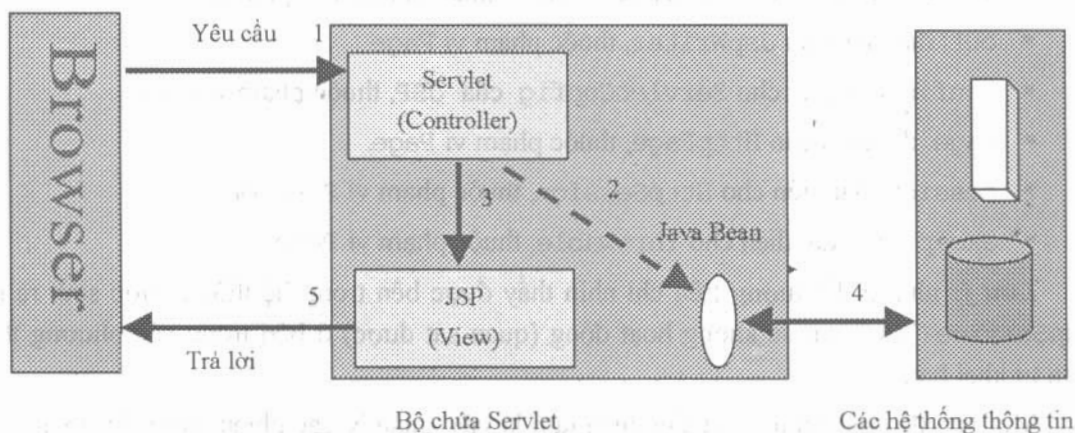 Browser
Yêu cầu 1
Servlet
(Controller)
3
2
Java Bean
JSP
(View)
5
4
Trả lời
Bộ chứa Servlet
Các hệ thống thông tin